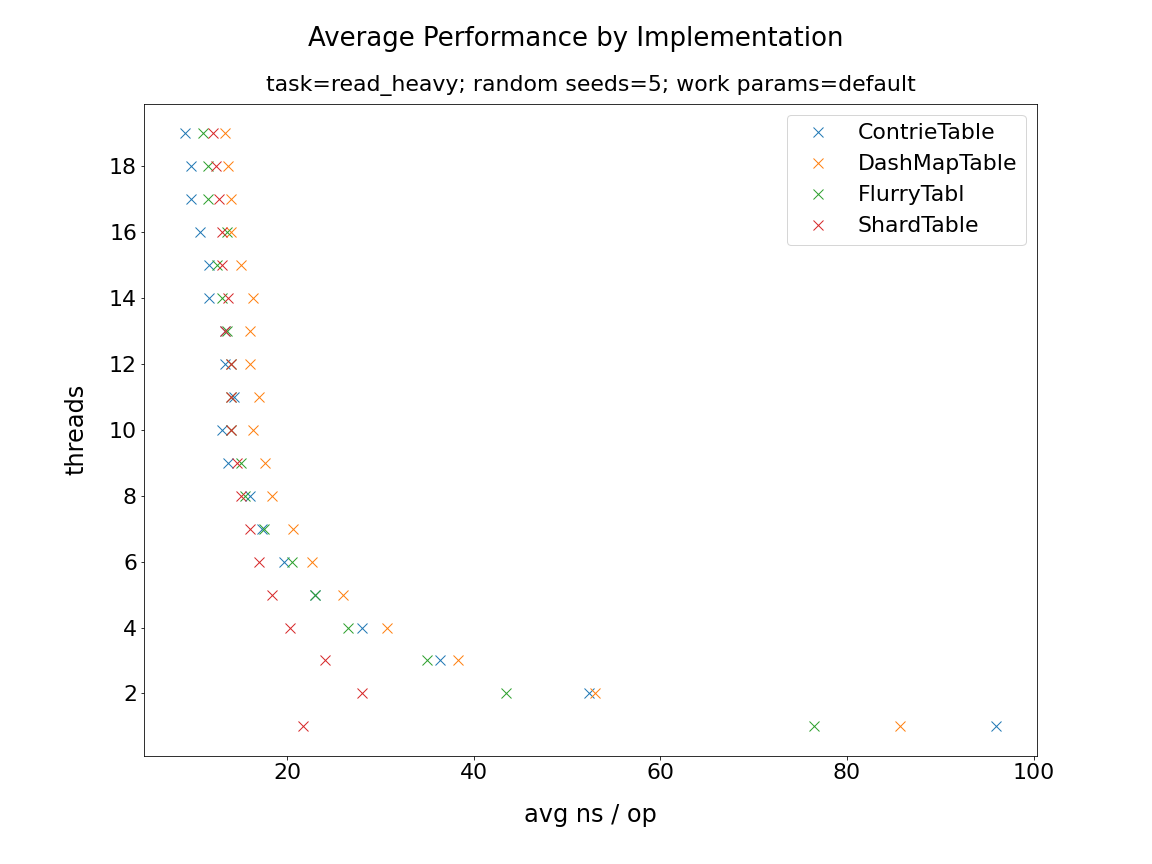 Average Performance by Implementation
task=read_heavy; random seeds=5; work params=default
ContrieTable
DashMapTable
FlurryTabl
ShardTable
18
16
14
12
10
8
6
4
2
threads
20 40 60 80 100
avg ns / op